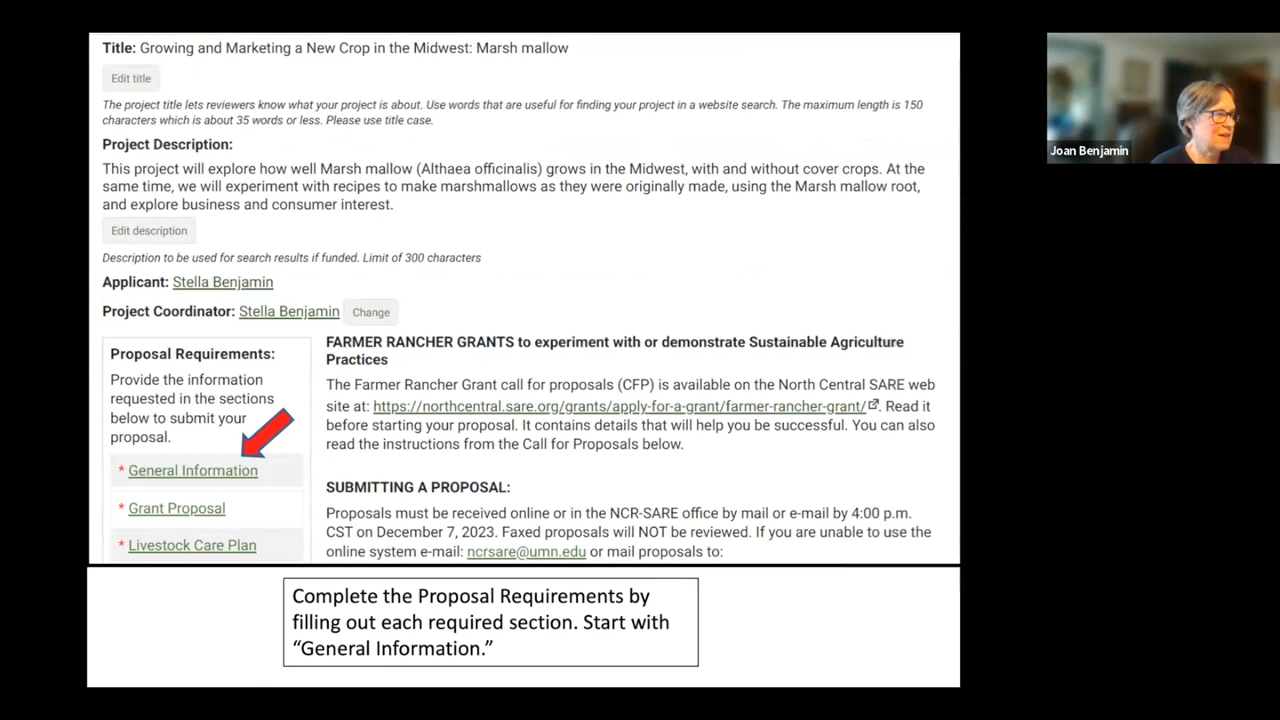 Title: Growing and Marketing a New Crop in the Midwest: Marsh mallow
Edit title
The project title lets reviewers know what your project is about. Use words that are useful for finding your project in a website search. The maximum length is 150
characters which is about 35 words or less. Please use title case.
Project Description:
This project will explore how well Marsh mallow (Althaea officinalis) grows in the Midwest, with and without cover crops. At the
same time, we will experiment with recipes to make marshmallows as they were originally made, using the Marsh mallow root,
and explore business and consumer interest.
Edit description
Description to be used for search results if funded. Limit of 300 characters
Applicant: Stella Benjamin
Project Coordinator: Stella Benjamin Change
Proposal Requirements:
Provide the information
requested in the sections
below to submit your
proposal.
* General Information
* Grant Proposal
* Livestock Care Plan
FARMER RANCHER GRANTS to experiment with or demonstrate Sustainable Agriculture
Practices
The Farmer Rancher Grant call for proposals (CFP) is available on the North Central SARE web
site at: https://northcentral.sare.org/grants/apply-for-a-grant/farmer-rancher-grant/. Read it
before starting your proposal. It contains details that will help you be successful. You can also
read the instructions from the Call for Proposals below.
SUBMITTING A PROPOSAL:
Proposals must be received online or in the NCR-SARE office by mail or e-mail by 4:00 p.m.
CST on December 7, 2023. Faxed proposals will NOT be reviewed. If you are unable to use the
online system e-mail: ncrsare@umn.edu or mail proposals to:
Complete the Proposal Requirements by
filling out each required section. Start with
“General Information.”
Joan Benjamin